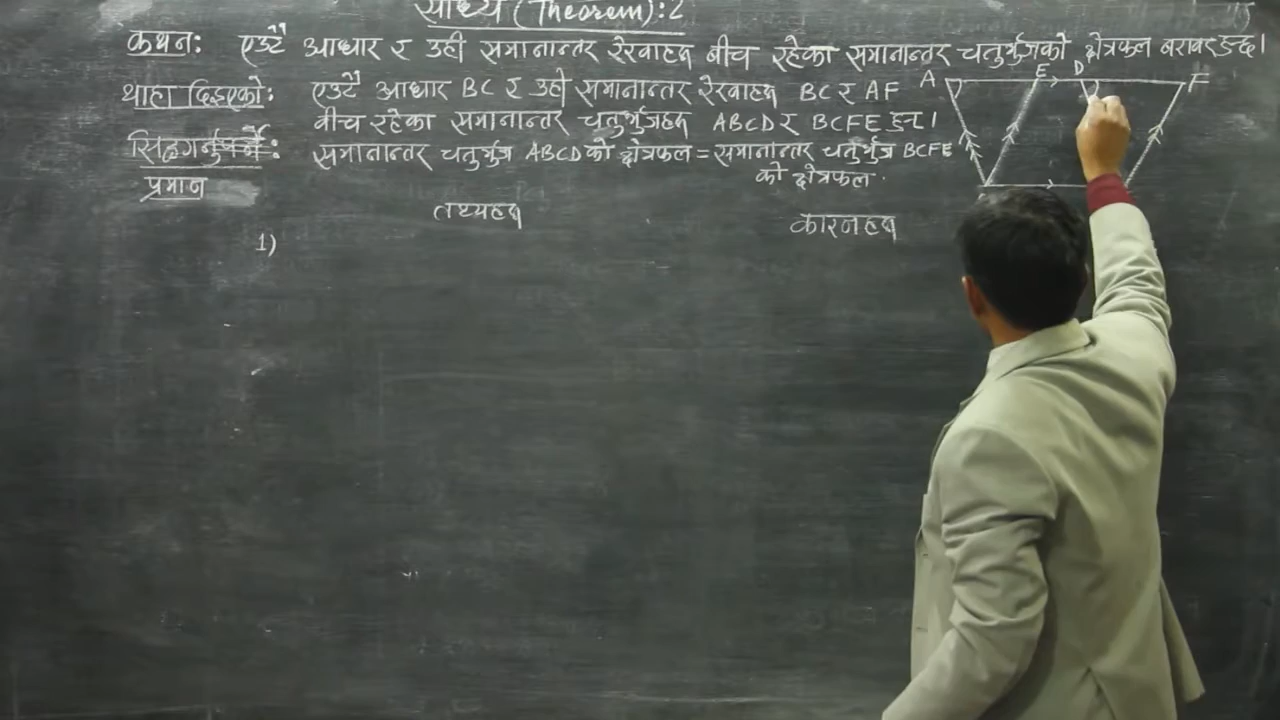 साध्य (Theorem):2
कथन: एउटै आधार र उही समानान्तर रेखाहरू बीच रहेका समानान्तर चतुर्भुजको क्षेत्रफल बराबर हुन्छ।
थाहा दिइएको: एउटै आधार BC र उही समानान्तर रेखाहरू BC र AF
बीच रहेका समानान्तर चतुर्भुजहरू ABCD र BCFE हुन्।
सिद्धगर्नुपर्ने: समानान्तर चतुर्भुज ABCD को क्षेत्रफल = समानान्तर चतुर्भुज BCFE
को क्षेत्रफल.
प्रमाण
तथ्यहरू
कारणहरू
1)
A E D F